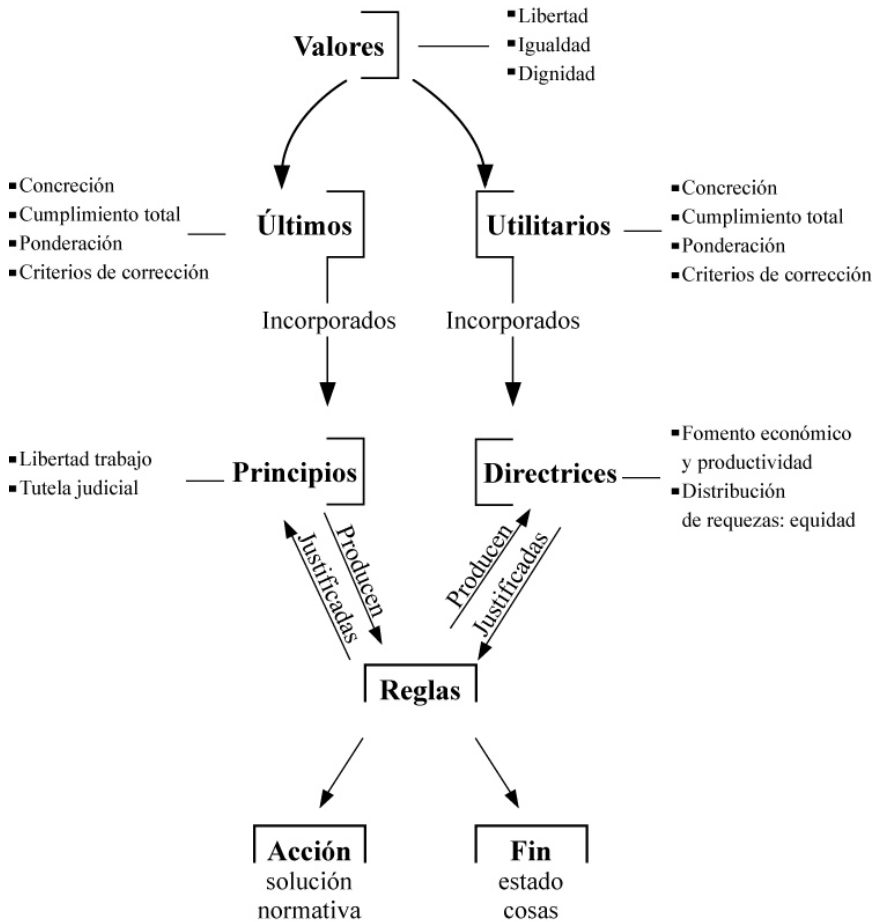 Valores
▪Libertad
▪Igualdad
▪Dignidad
▪Concreción
▪Cumplimiento total
▪Ponderación
▪Criterios de corrección
Últimos
Utilitarios
▪Concreción
▪Cumplimiento total
▪Ponderación
▪Criterios de corrección
Incorporados
Incorporados
▪Libertad trabajo
▪Tutela judicial
Principios
Directrices
▪Fomento económico
y productividad
▪Distribución
de requezas: equidad
Justificadas
Producen
Producen
Justificadas
Reglas
Acción
solución
normativa
Fin
estado
cosas